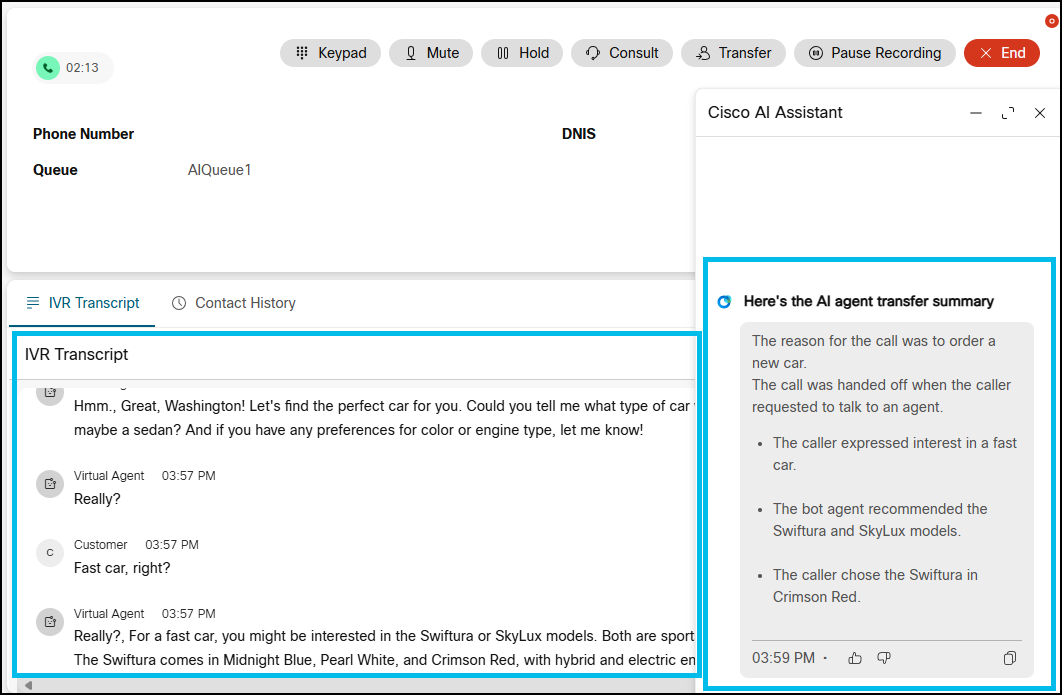 02:13
Keypad
Mute
Hold
Consult
Transfer
Pause Recording
End
Phone Number
DNIS
Queue
AIQueue1
IVR Transcript
Contact History
IVR Transcript
Hmm., Great, Washington! Let's find the perfect car for you. Could you tell me what type of car
maybe a sedan? And if you have any preferences for color or engine type, let me know!
Virtual Agent 03:57 PM
Really?
C
Customer 03:57 PM
Fast car, right?
Virtual Agent 03:57 PM
Really?, For a fast car, you might be interested in the Swiftura or SkyLux models. Both are sport
The Swiftura comes in Midnight Blue, Pearl White, and Crimson Red, with hybrid and electric
Cisco AI Assistant
Here's the AI agent transfer summary
The reason for the call was to order a
new car.
The call was handed off when the caller
requested to talk to an agent.
• The caller expressed interest in a fast
car.
• The bot agent recommended the
Swiftura and SkyLux models.
• The caller chose the Swiftura in
Crimson Red.
03:59 PM •